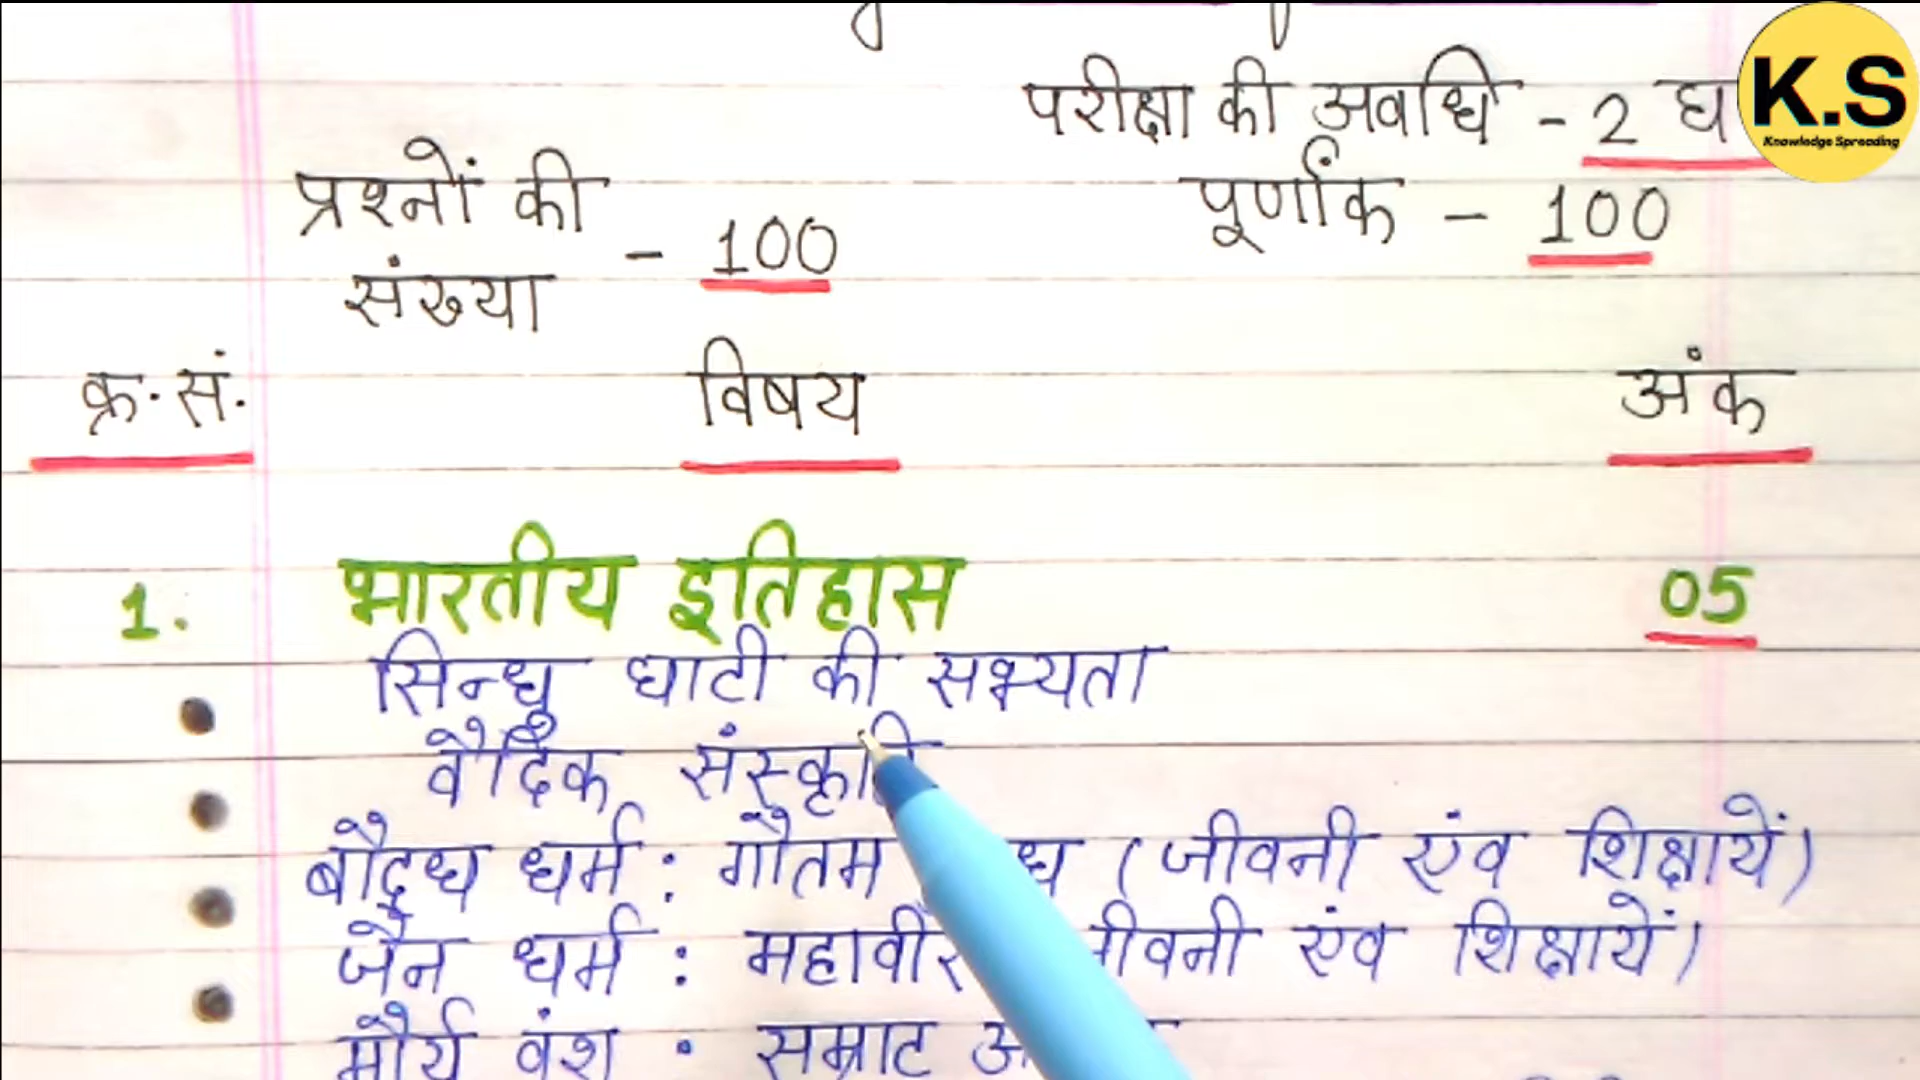 परीक्षा की अवधि - 2
K.S
Knowledge Spreading
प्रश्नों की
संख्या - 100
पूर्णांक - 100
क्र.सं. विषय अंक
1. भारतीय इतिहास 05
सिन्धु घाटी की सभ्यता
वैदिक
बौद्ध धर्म : गौतम (जीवनी एंव शिक्षायें)
जैन धर्म : महावीर एंव शिक्षायें)
मौर्य वंश : सम्राट